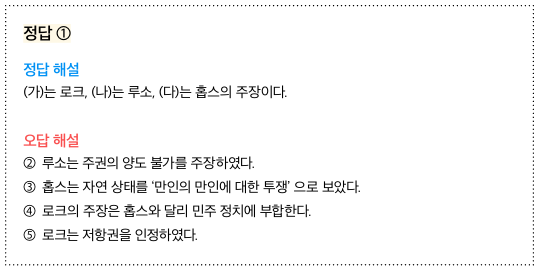 정답 ①
정답 해설
(가)는 로크, (나)는 루소, (다)는 홉스의 주장이다.
오답 해설
② 루소는 주권의 양도 불가를 주장하였다.
③ 홉스는 자연 상태를 ‘만인의 만인에 대한 투쟁’ 으로 보았다.
④ 로크의 주장은 홉스와 달리 민주 정치에 부합한다.
⑤ 로크는 저항권을 인정하였다.